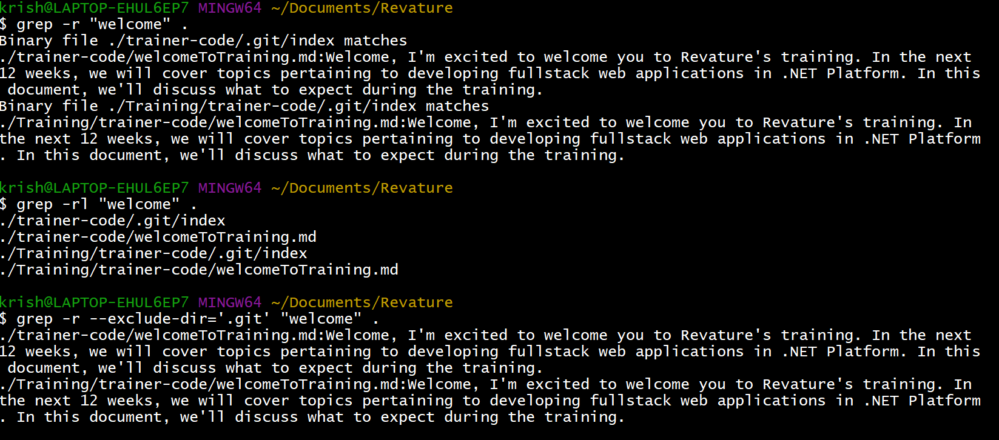 krish@LAPTOP-EHUL6EP7 MINGW64 ~/Documents/Revature
$ grep -r "welcome" .
Binary file ./trainer-code/.git/index matches
./trainer-code/welcomeToTraining.md:Welcome, I'm excited to welcome you to Revature's training. In the next
12 weeks, we will cover topics pertaining to developing fullstack web applications in .NET Platform. In this
 document, we'll discuss what to expect during the training.
Binary file ./Training/trainer-code/.git/index matches
./Training/trainer-code/welcomeToTraining.md:Welcome, I'm excited to welcome you to Revature's training. In
the next 12 weeks, we will cover topics pertaining to developing fullstack web applications in .NET Platform
. In this document, we'll discuss what to expect during the training.

krish@LAPTOP-EHUL6EP7 MINGW64 ~/Documents/Revature
$ grep -rl "welcome" .
./trainer-code/.git/index
./trainer-code/welcomeToTraining.md
./Training/trainer-code/.git/index
./Training/trainer-code/welcomeToTraining.md

krish@LAPTOP-EHUL6EP7 MINGW64 ~/Documents/Revature
$ grep -r --exclude-dir='.git' "welcome" .
./trainer-code/welcomeToTraining.md:Welcome, I'm excited to welcome you to Revature's training. In the next
12 weeks, we will cover topics pertaining to developing fullstack web applications in .NET Platform. In this
 document, we'll discuss what to expect during the training.
./Training/trainer-code/welcomeToTraining.md:Welcome, I'm excited to welcome you to Revature's training. In
the next 12 weeks, we will cover topics pertaining to developing fullstack web applications in .NET Platform
. In this document, we'll discuss what to expect during the training.